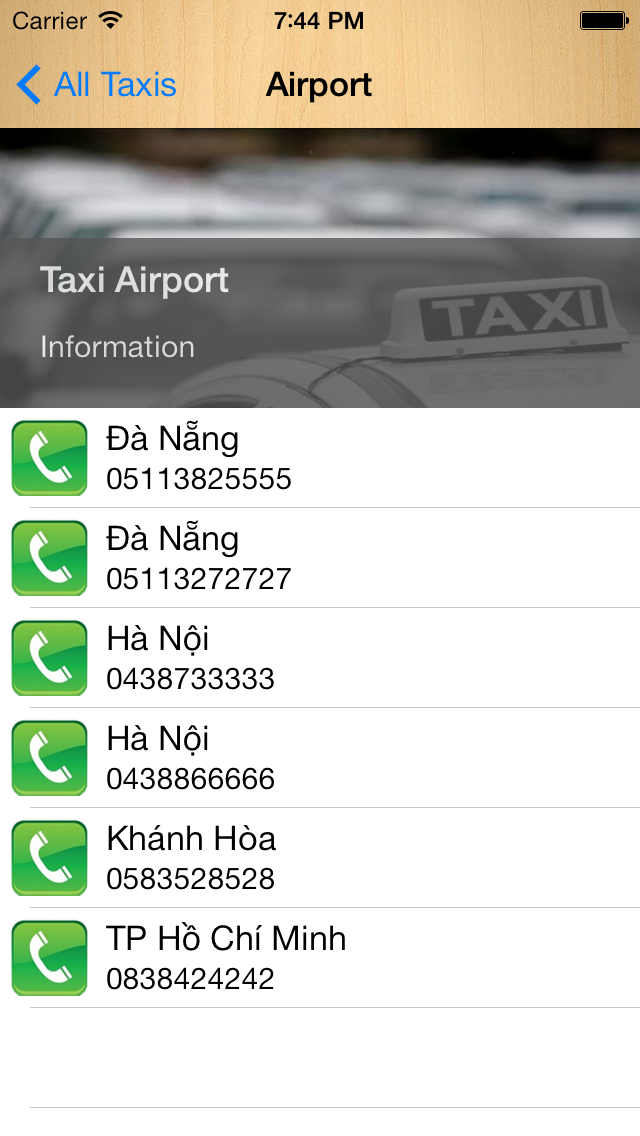 Carrier 7:44 PM
All Taxis Airport
Taxi Airport
TAXI
Information
Đà Nẵng
05113825555
Đà Nẵng
05113272727
Hà Nội
0438733333
Hà Nội
0438866666
Khánh Hòa
0583528528
TP Hồ Chí Minh
0838424242